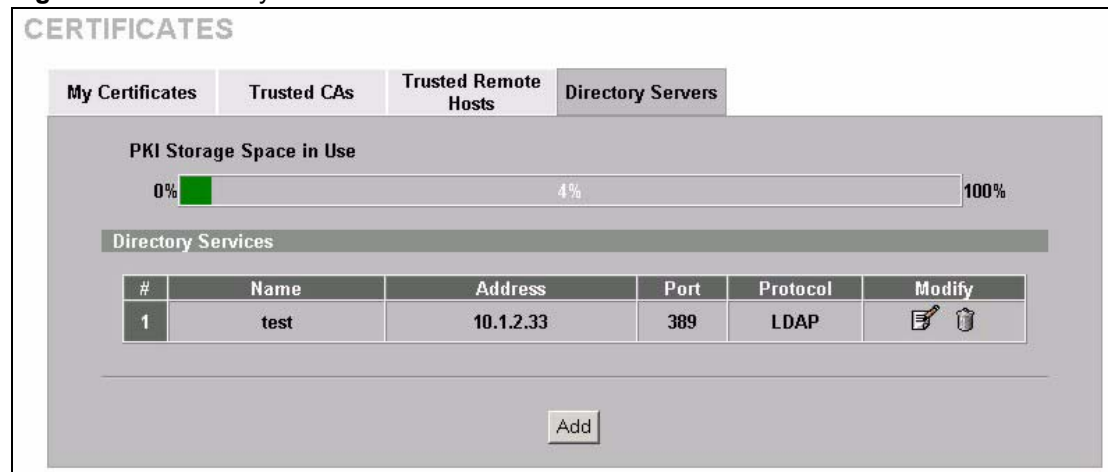 CERTIFICATES
My Certificates
Trusted CAs
Trusted Remote
Hosts
Directory Servers
PKI Storage Space in Use
0% 4% 100%
Directory Services
# Name Address Port Protocol Modify
1 test 10.1.2.33 389 LDAP
Add